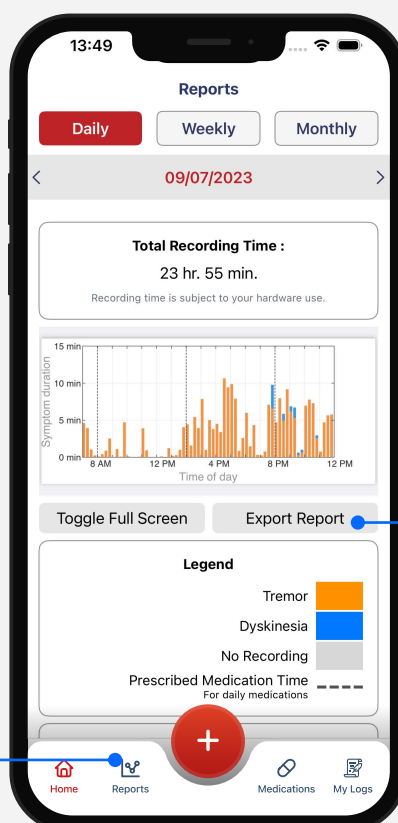 13:49
Reports
Daily Weekly Monthly
09/07/2023
Total Recording Time :
23 hr. 55 min.
Recording time is subject to your hardware use.
15 min
10 min
5 min
0 min
Symptom duration
8 AM 12 PM 4 PM 8 PM 12 PM
Time of day
Toggle Full Screen Export Report
Legend
Tremor
Dyskinesia
No Recording
Prescribed Medication Time
For daily medications
+
Home Reports Medications My Logs